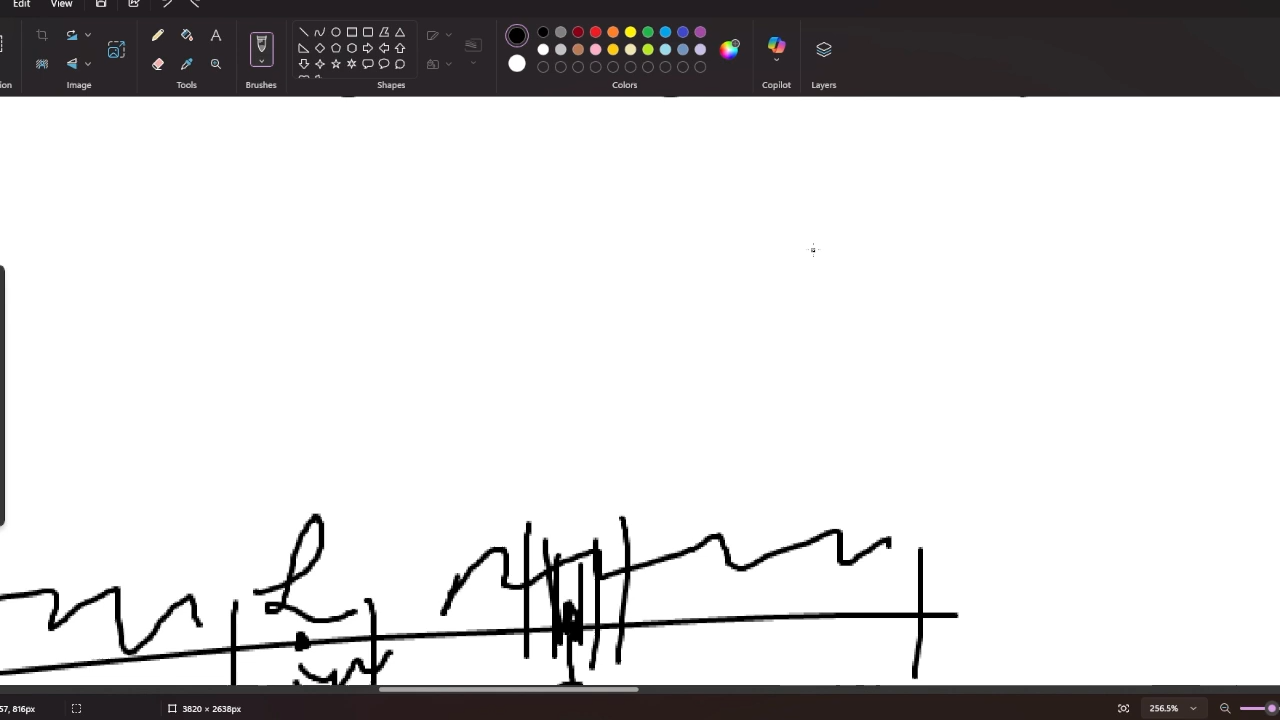 Edit View
Image Tools Brushes Shapes Colors Copilot Layers
L
3820 × 2638px 256.5%